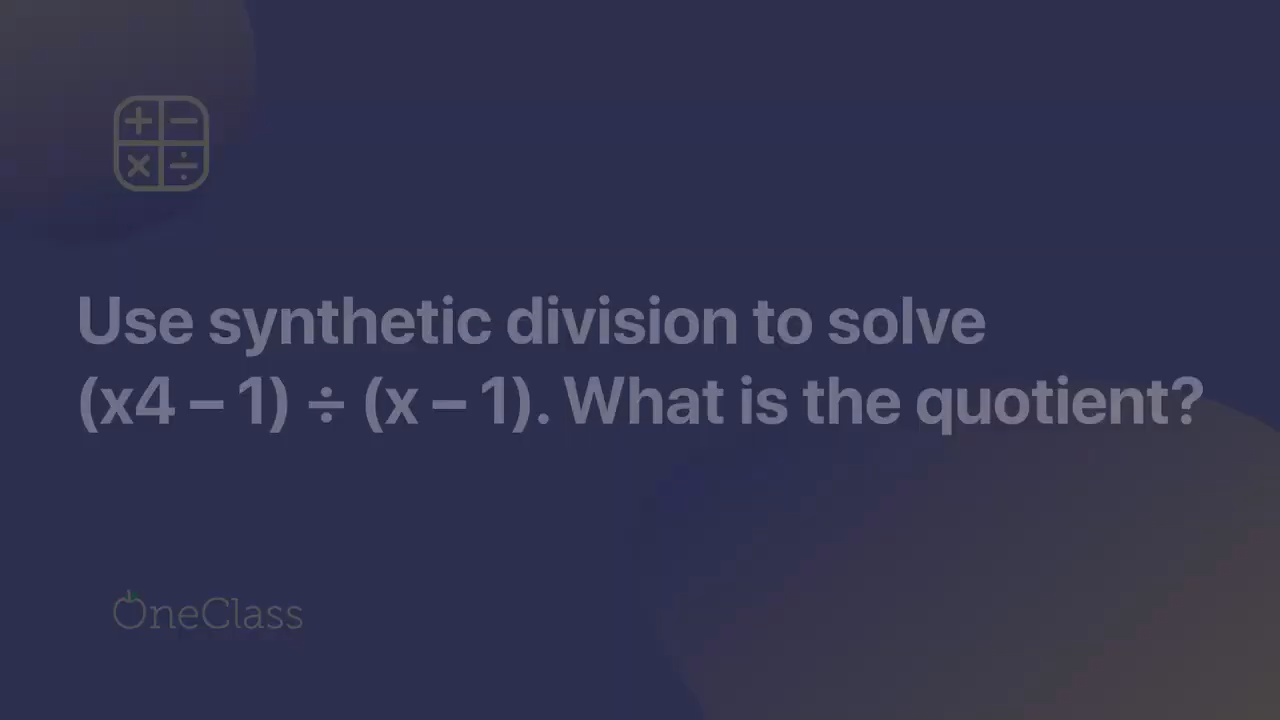 Use synthetic division to solve
(x4 – 1) ÷ (x – 1). What is the quotient?
OneClass